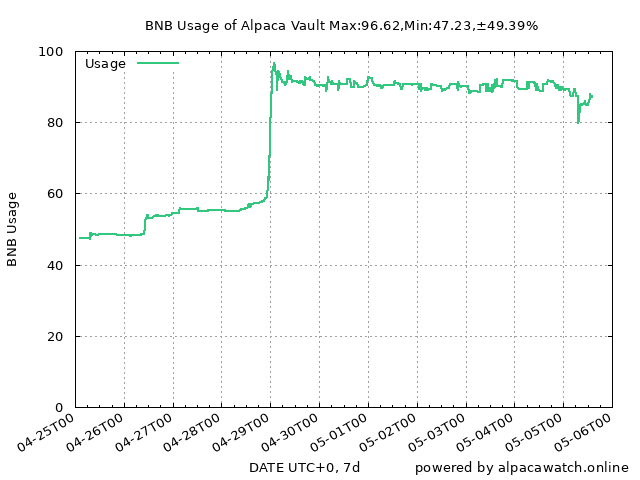 BNB Usage of Alpaca Vault Max:96.62,Min:47.23,±49.39%
Usage
BNB Usage
100
80
60
40
20
0
04-25T00
04-26T00
04-27T00
04-28T00
04-29T00
04-30T00
05-01T00
05-02T00
05-03T00
05-04T00
05-05T00
05-06T00
DATE UTC+0, 7d
powered by alpacawatch.online